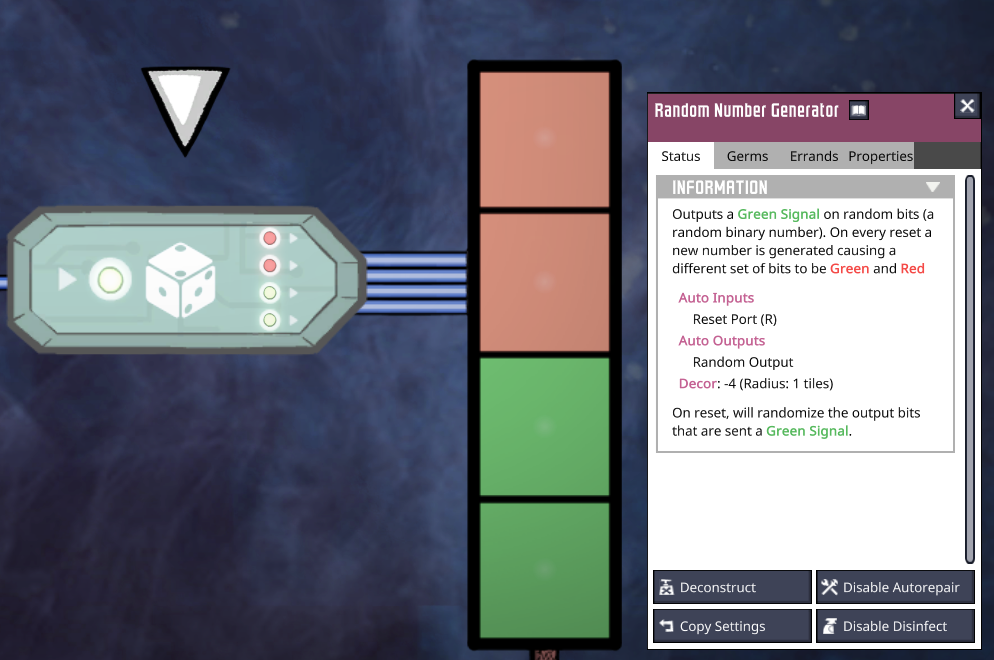 Random Number Generator
Status Germs Errands Properties
INFORMATION
Outputs a Green Signal on random bits (a
random binary number). On every reset a
new number is generated causing a
different set of bits to be Green and Red
Auto Inputs
Reset Port (R)
Auto Outputs
Random Output
Decor: -4 (Radius: 1 tiles)
On reset, will randomize the output bits
that are sent a Green Signal.
Deconstruct Disable Autorepair
Copy Settings Disable Disinfect